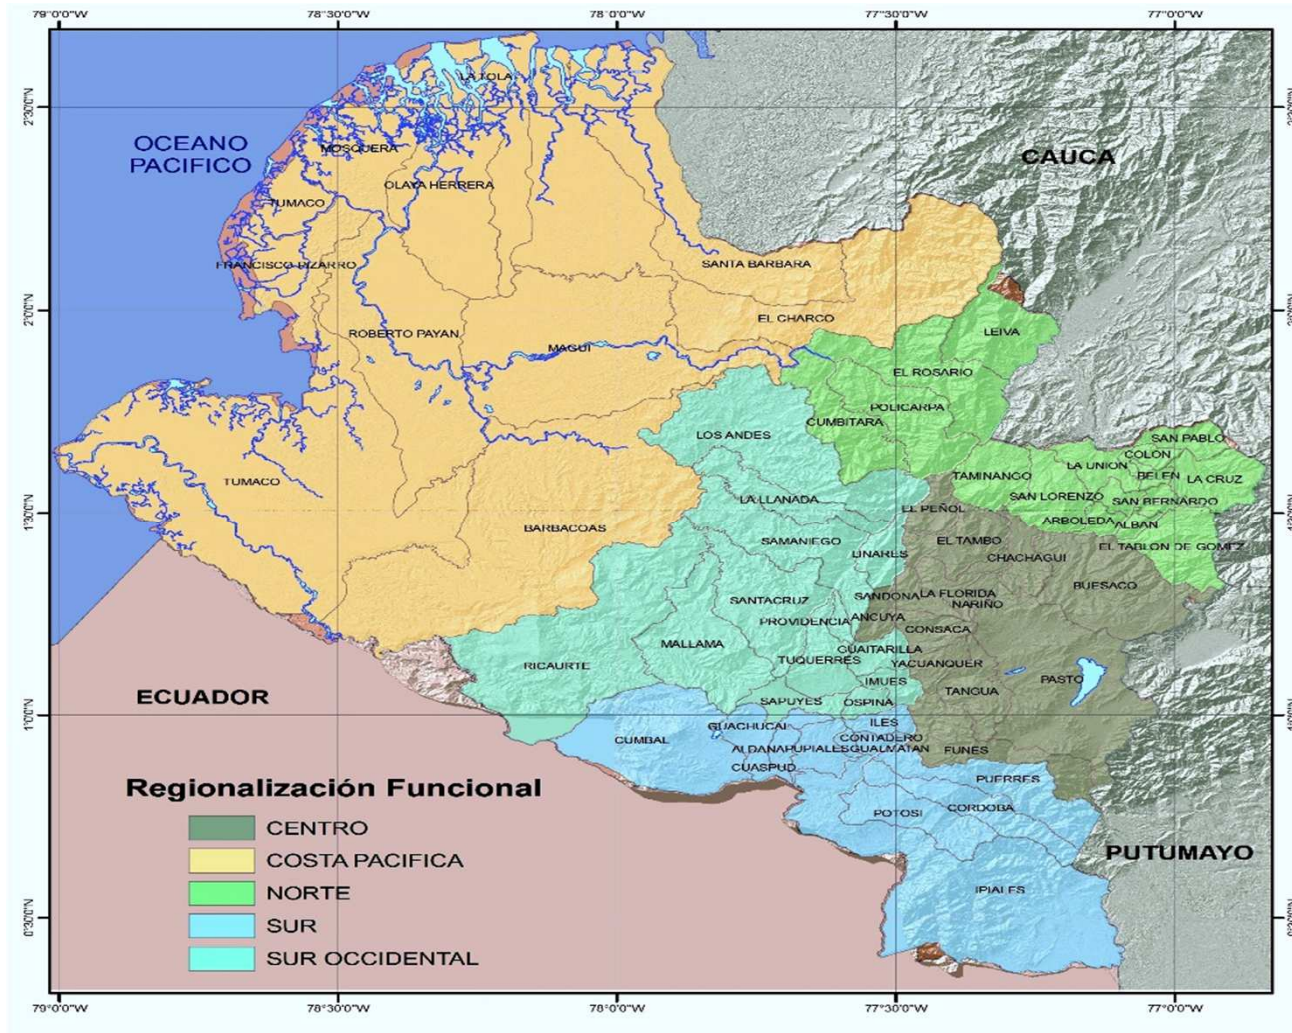 79°0'0"W 78°30'0"W 78°0'0"W 77°30'0"W 77°0'0"W
LA TOLA
2°30'0"N
OCEANO
PACIFICO
MOSQUERA
CAUCA
OLAYA HERRERA
TUMACO
FRANCISCO PIZARRO
SANTA BARBARA
2°0'0"N
EL CHARCO
ROBERTO PAYAN
LEIVA
MAGUI
EL ROSARIO
POLICARPA
CUMBITARA
LOS ANDES
SAN PABLO
COLÓN
LA UNION
BELEN
TAMINANGO
LA CRUZ
TUMACO
LA LLANADA
SAN LORENZO
SAN BERNARDO
EL PEÑOL
1°30'0"N
BARBACOAS
ARBOLEDA
ALBAN
SAMANIEGO
EL TAMBO
EL TABLON DE GOMEZ
LINARES
CHACHAGUI
BUESACO
SANTACRUZ
SANDONA
LA FLORIDA
NARIÑO
PROVIDENCIA
ANCUYA
CONSACA
MALLAMA
GUAITARILLA
RICAURTE
TUQUERRES
YACUANQUER
IMUES
PASTO
TANGUA
ECUADOR
SAPUYES
OSPINA
1°0'0"N
GUACHUCAL
ILES
CUMBAL
CONTADERO
ALDANA
PUPIALES
GUALMATAN
FUNES
CUASPUD
PUERRES
Regionalización Funcional
CORDOBA
POTOSI
CENTRO
PUTUMAYO
COSTA PACIFICA
IPIALES
NORTE
0°30'0"N
SUR
SUR OCCIDENTAL
79°0'0"W 78°30'0"W 78°0'0"W 77°30'0"W 77°0'0"W